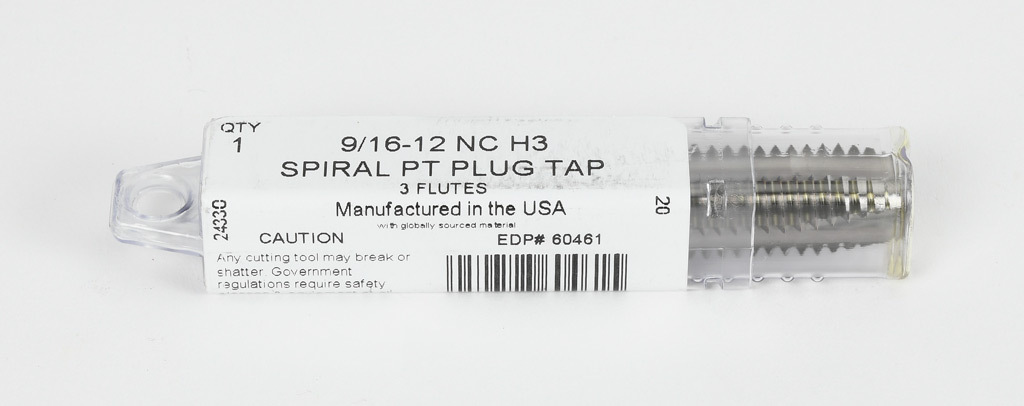 QTY
1
9/16-12 NC H3
SPIRAL PT PLUG TAP
3 FLUTES
Manufactured in the USA
with globally sourced material
24330
20
CAUTION
EDP# 60461
Any cutting tool may break or
shatter. Government
regulations require safety